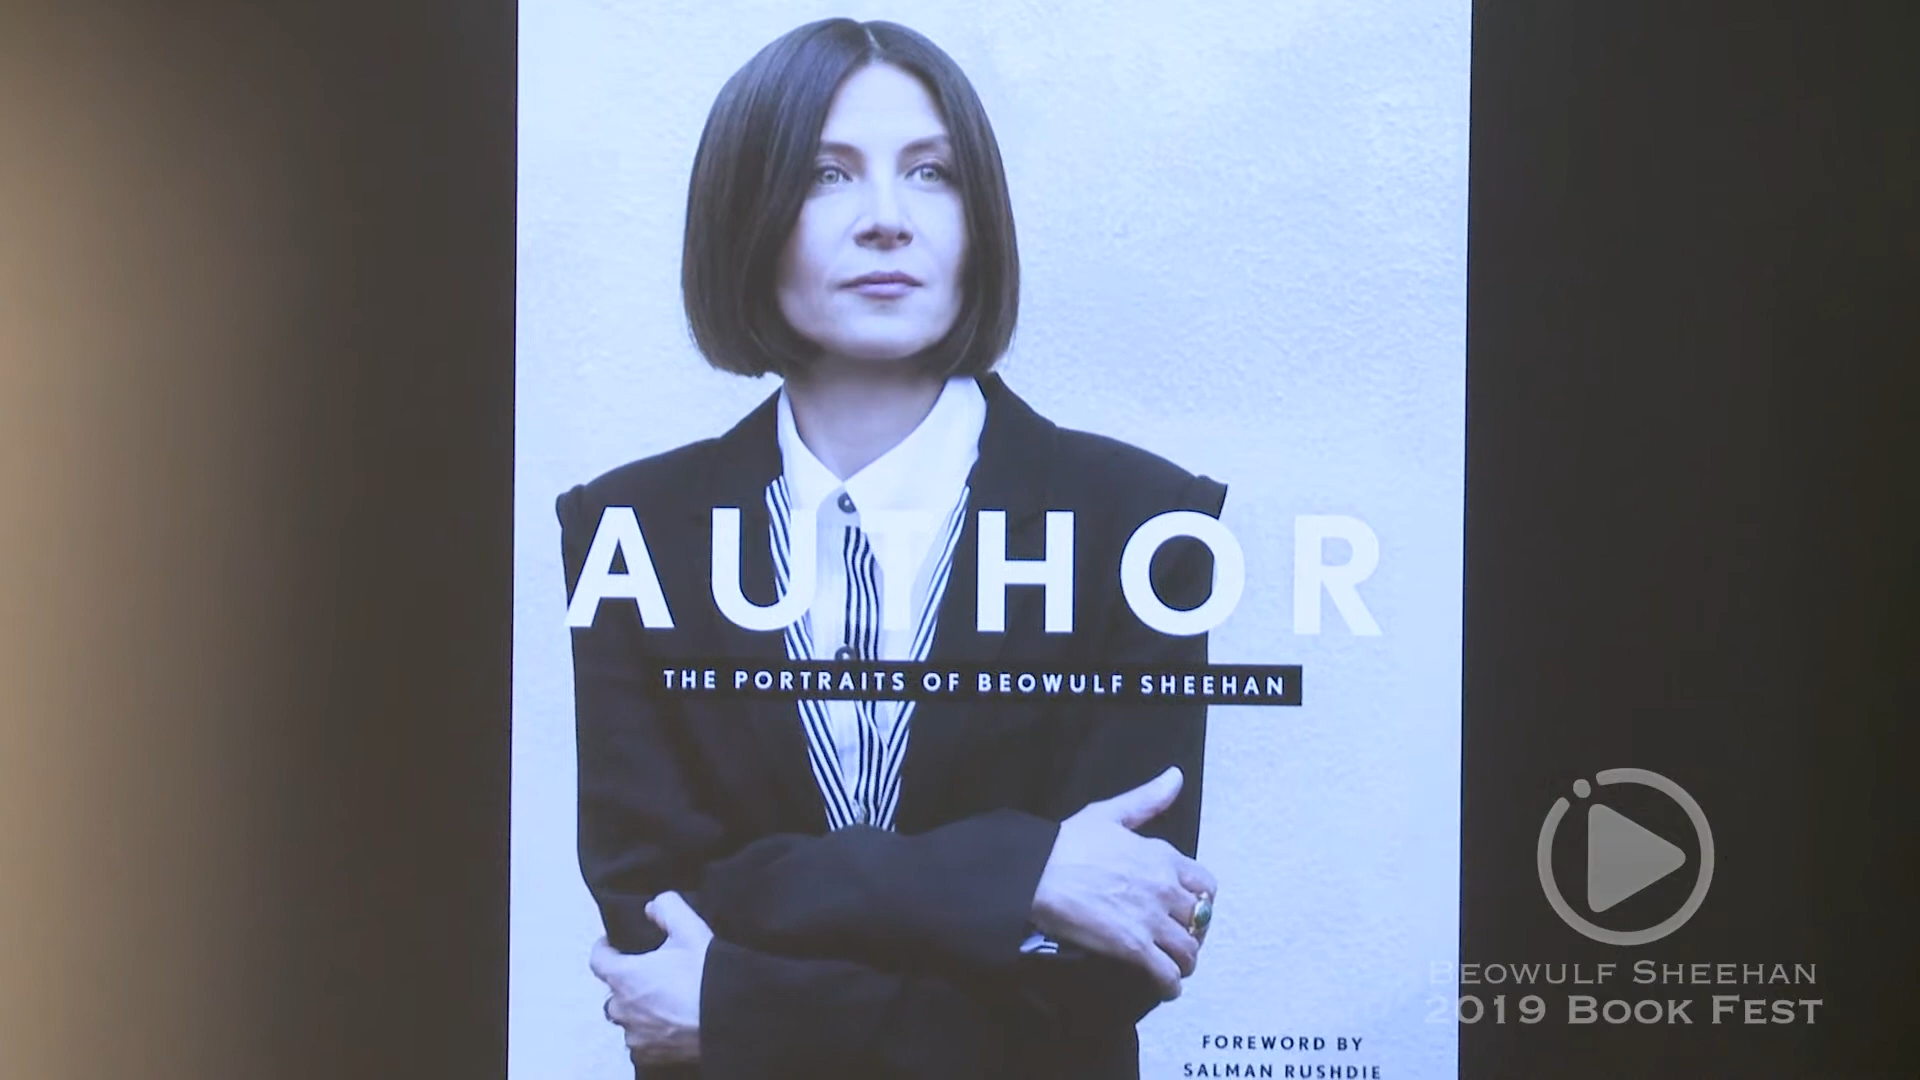 AUTHOR
THE PORTRAITS OF BEOWULF SHEEHAN
FOREWORD BY
SALMAN RUSHDIE
BEOWULF SHEEHAN
2019 BOOK FEST